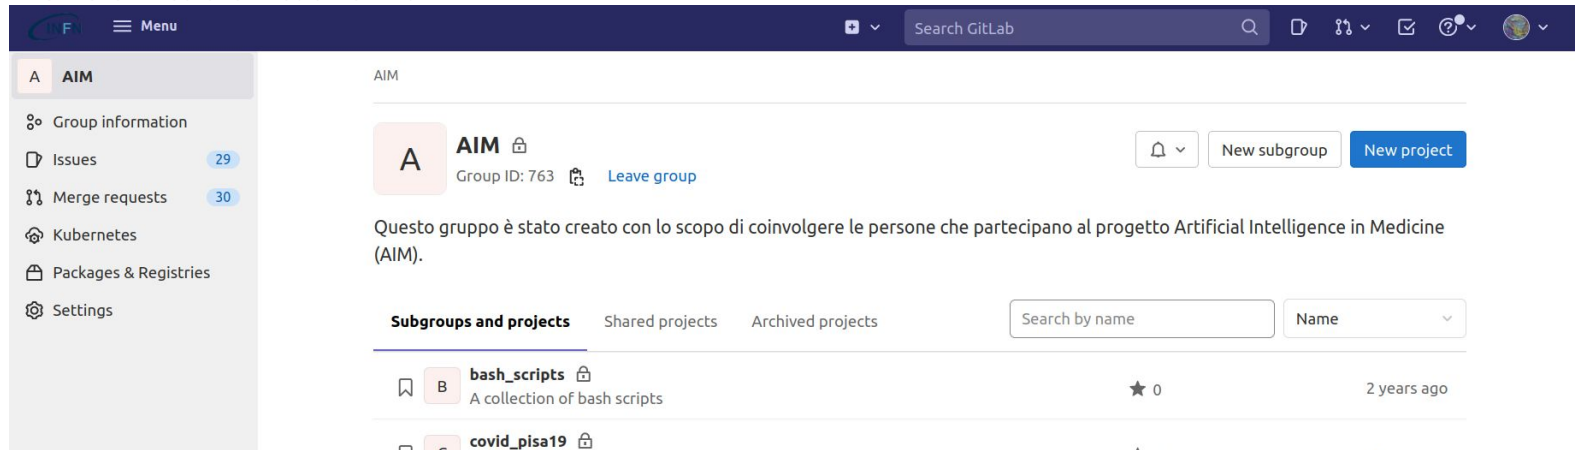 INFN Menu Search GitLab
A AIM
Group information
Issues 29
Merge requests 30
Kubernetes
Packages & Registries
Settings
AIM
A
AIM
Group ID: 763 Leave group
New subgroup New project
Questo gruppo è stato creato con lo scopo di coinvolgere le persone che partecipano al progetto Artificial Intelligence in Medicine
(AIM).
Subgroups and projects Shared projects Archived projects Search by name Name
B bash_scripts 0 2 years ago
A collection of bash scripts
covid_pisa19